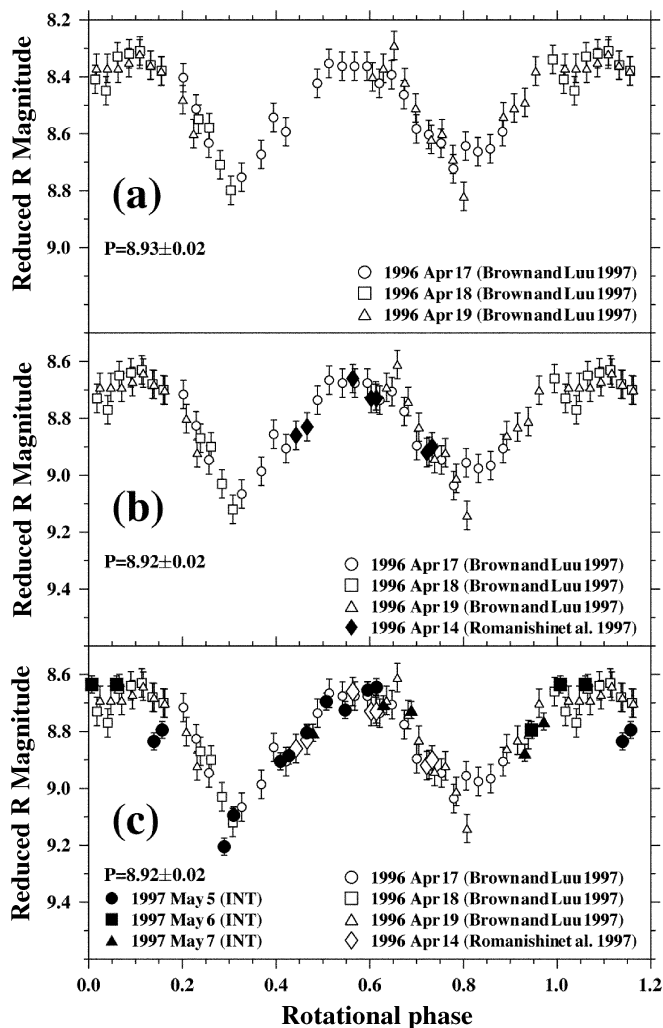 8.2
8.4
8.6
8.8
9.0
Reduced R Magnitude
(a)
P=8.93±0.02
1996 Apr 17 (Brown and Luu 1997)
1996 Apr 18 (Brown and Luu 1997)
1996 Apr 19 (Brown and Luu 1997)
8.6
8.8
9.0
9.2
9.4
Reduced R Magnitude
(b)
P=8.92±0.02
1996 Apr 17 (Brown and Luu 1997)
1996 Apr 18 (Brown and Luu 1997)
1996 Apr 19 (Brown and Luu 1997)
1996 Apr 14 (Romanishin et al. 1997)
8.6
8.8
9.0
9.2
9.4
Reduced R Magnitude
(c)
P=8.92±0.02
1997 May 5 (INT)
1997 May 6 (INT)
1997 May 7 (INT)
1996 Apr 17 (Brown and Luu 1997)
1996 Apr 18 (Brown and Luu 1997)
1996 Apr 19 (Brown and Luu 1997)
1996 Apr 14 (Romanishin et al. 1997)
0.0 0.2 0.4 0.6 0.8 1.0 1.2
Rotational phase